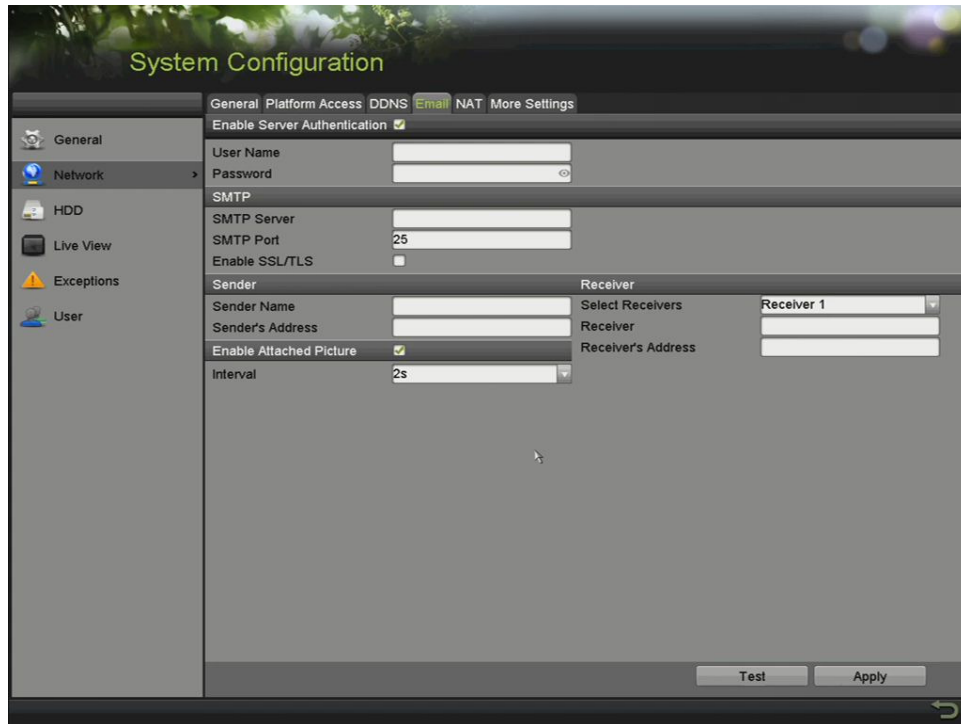 System Configuration
General Platform Access DDNS Email NAT More Settings
General
Network
HDD
Live View
Exceptions
User
Enable Server Authentication
User Name
Password
SMTP
SMTP Server
SMTP Port 25
Enable SSL/TLS
Sender
Sender Name
Sender's Address
Enable Attached Picture
Interval 2s
Receiver
Select Receivers Receiver 1
Receiver
Receiver's Address
Test Apply